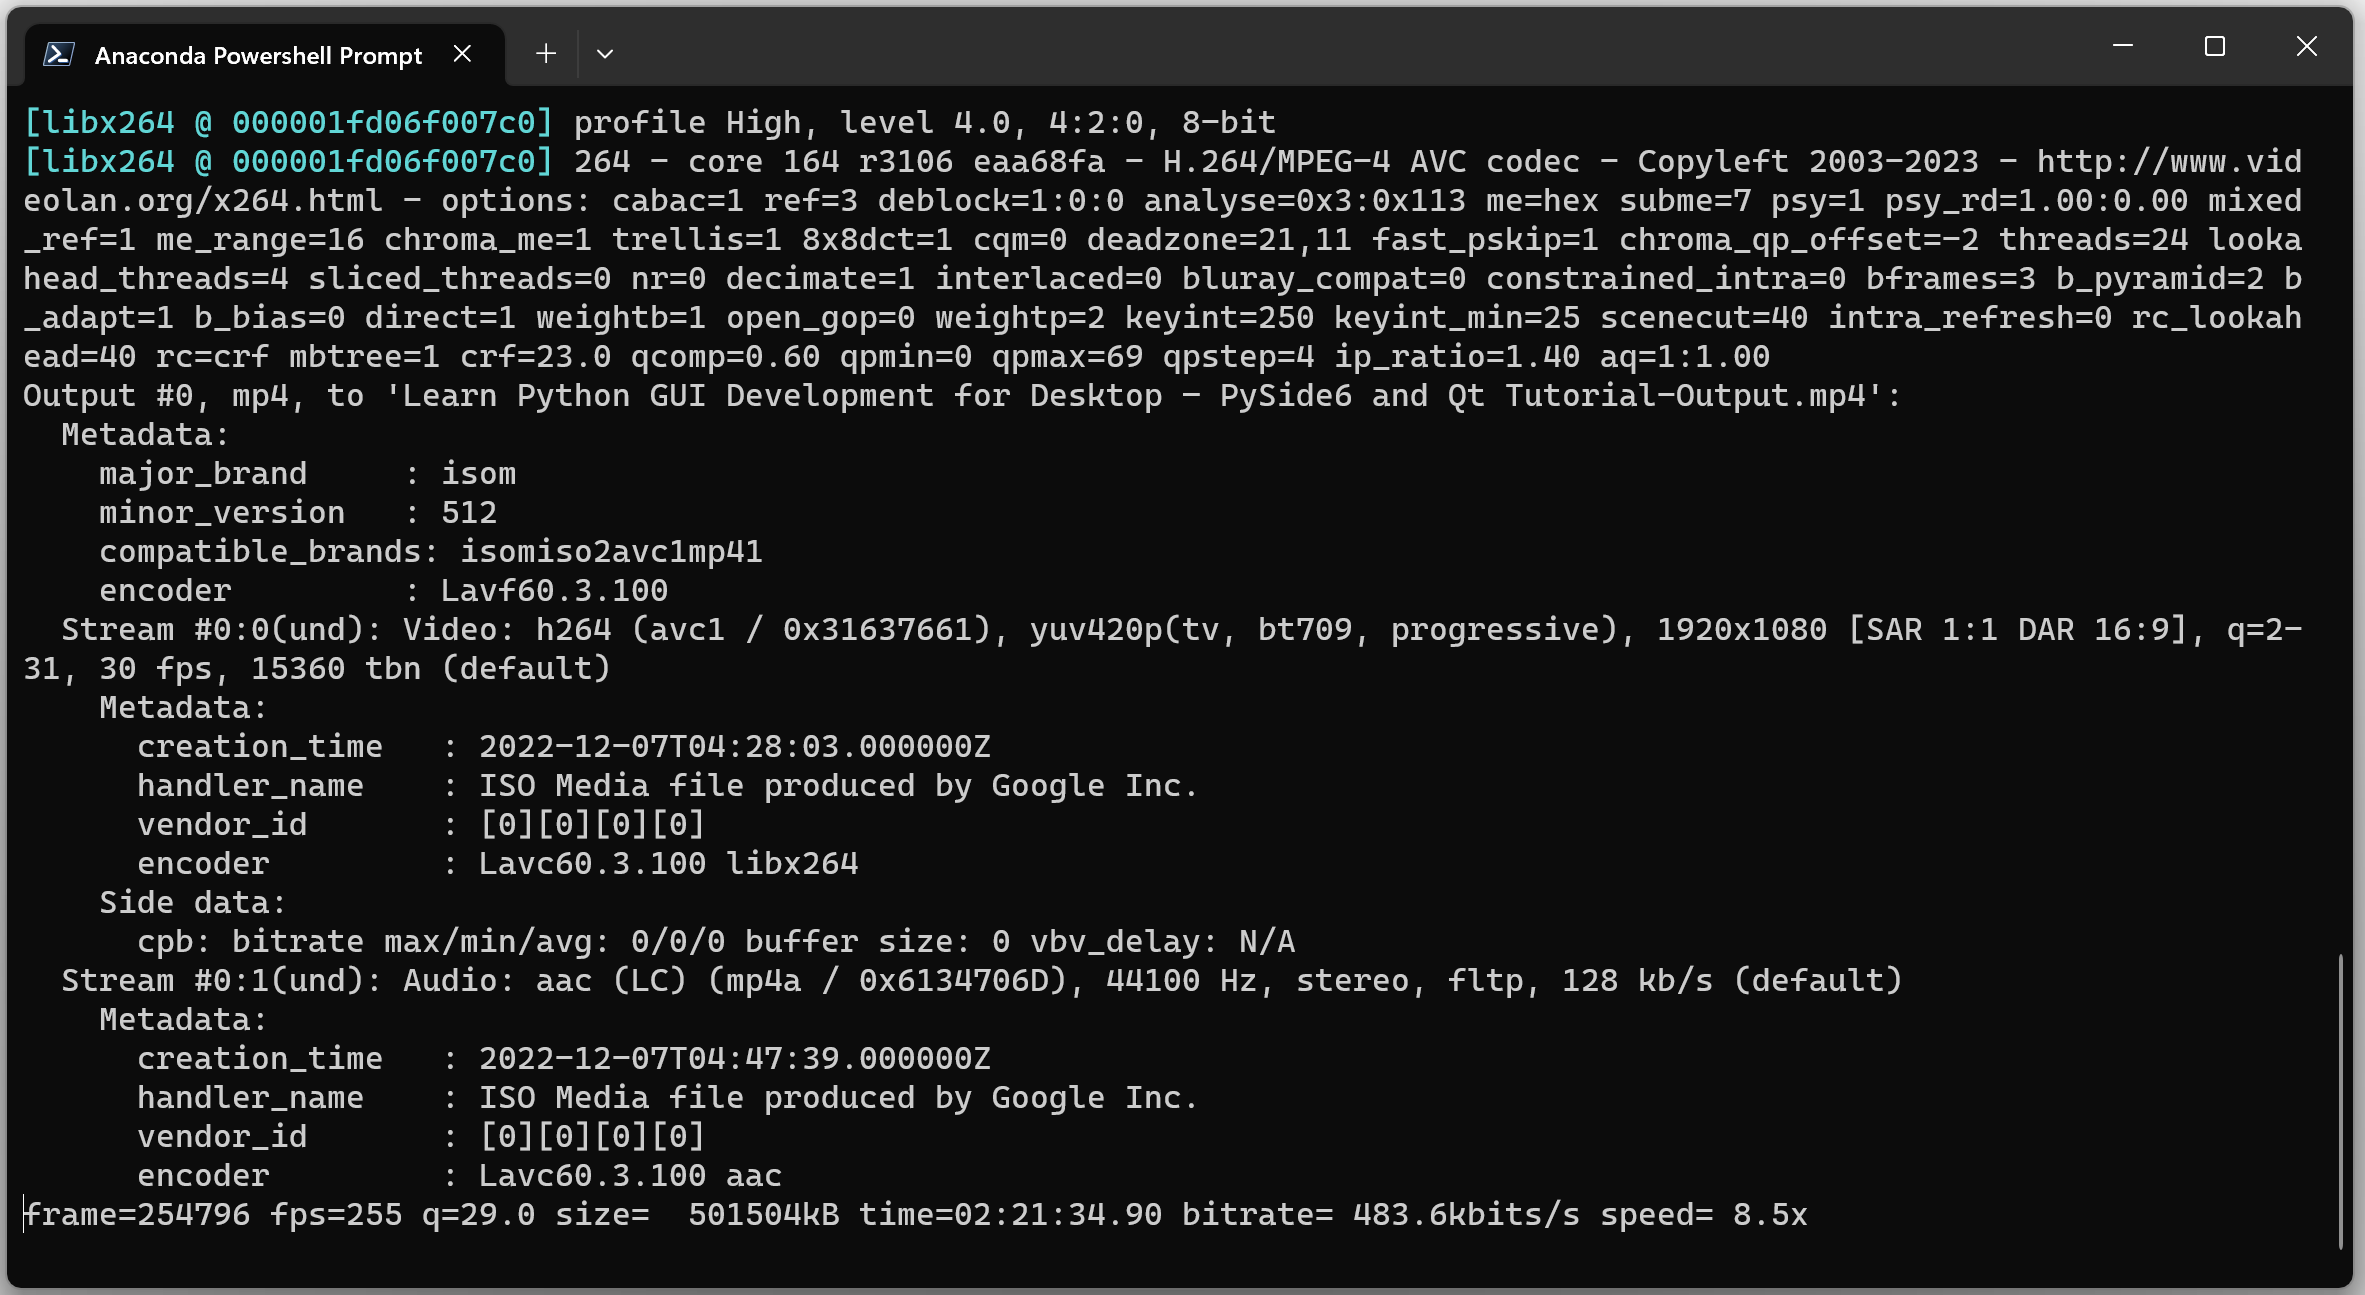 Anaconda Powershell Prompt
[libx264 @ 000001fd06f007c0] profile High, level 4.0, 4:2:0, 8-bit
[libx264 @ 000001fd06f007c0] 264 - core 164 r3106 eaa68fa - H.264/MPEG-4 AVC codec - Copyleft 2003-2023 - http://www.vid
eolan.org/x264.html - options: cabac=1 ref=3 deblock=1:0:0 analyse=0x3:0x113 me=hex subme=7 psy=1 psy_rd=1.00:0.00 mixed
_ref=1 me_range=16 chroma_me=1 trellis=1 8x8dct=1 cqm=0 deadzone=21,11 fast_pskip=1 chroma_qp_offset=-2 threads=24 looka
head_threads=4 sliced_threads=0 nr=0 decimate=1 interlaced=0 bluray_compat=0 constrained_intra=0 bframes=3 b_pyramid=2 b
_adapt=1 b_bias=0 direct=1 weightb=1 open_gop=0 weightp=2 keyint=250 keyint_min=25 scenecut=40 intra_refresh=0 rc_lookah
ead=40 rc=crf mbtree=1 crf=23.0 qcomp=0.60 qpmin=0 qpmax=69 qpstep=4 ip_ratio=1.40 aq=1:1.00
Output #0, mp4, to 'Learn Python GUI Development for Desktop - PySide6 and Qt Tutorial-Output.mp4':
  Metadata:
    major_brand     : isom
    minor_version   : 512
    compatible_brands: isomiso2avc1mp41
    encoder         : Lavf60.3.100
  Stream #0:0(und): Video: h264 (avc1 / 0x31637661), yuv420p(tv, bt709, progressive), 1920x1080 [SAR 1:1 DAR 16:9], q=2-
31, 30 fps, 15360 tbn (default)
    Metadata:
      creation_time   : 2022-12-07T04:28:03.000000Z
      handler_name    : ISO Media file produced by Google Inc.
      vendor_id       : [0][0][0][0]
      encoder         : Lavc60.3.100 libx264
    Side data:
      cpb: bitrate max/min/avg: 0/0/0 buffer size: 0 vbv_delay: N/A
  Stream #0:1(und): Audio: aac (LC) (mp4a / 0x6134706D), 44100 Hz, stereo, fltp, 128 kb/s (default)
    Metadata:
      creation_time   : 2022-12-07T04:47:39.000000Z
      handler_name    : ISO Media file produced by Google Inc.
      vendor_id       : [0][0][0][0]
      encoder         : Lavc60.3.100 aac
frame=254796 fps=255 q=29.0 size=  501504kB time=02:21:34.90 bitrate= 483.6kbits/s speed= 8.5x